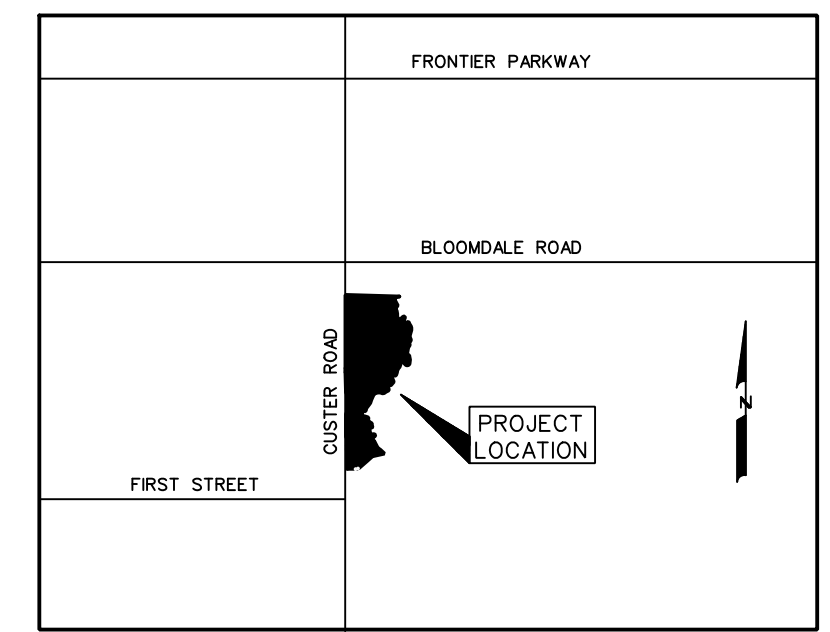 FRONTIER PARKWAY
BLOOMDALE ROAD
CUSTER ROAD
PROJECT
LOCATION
N
FIRST STREET